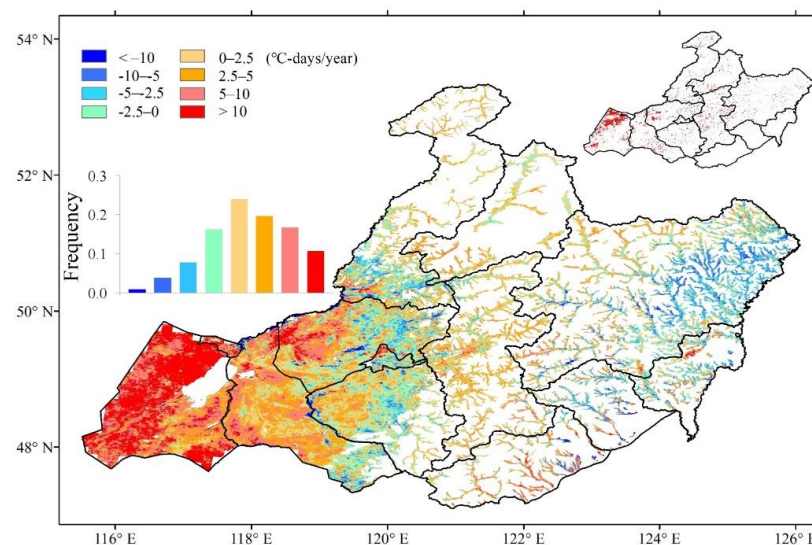 54° N
< –10 0–2.5 (°C-days/year)
-10–-5 2.5–5
-5–-2.5 5–10
-2.5–0 > 10
52° N
0.3
0.2
0.1
0.0
Frequency
50° N
48° N
116° E 118° E 120° E 122° E 124° E 126° E